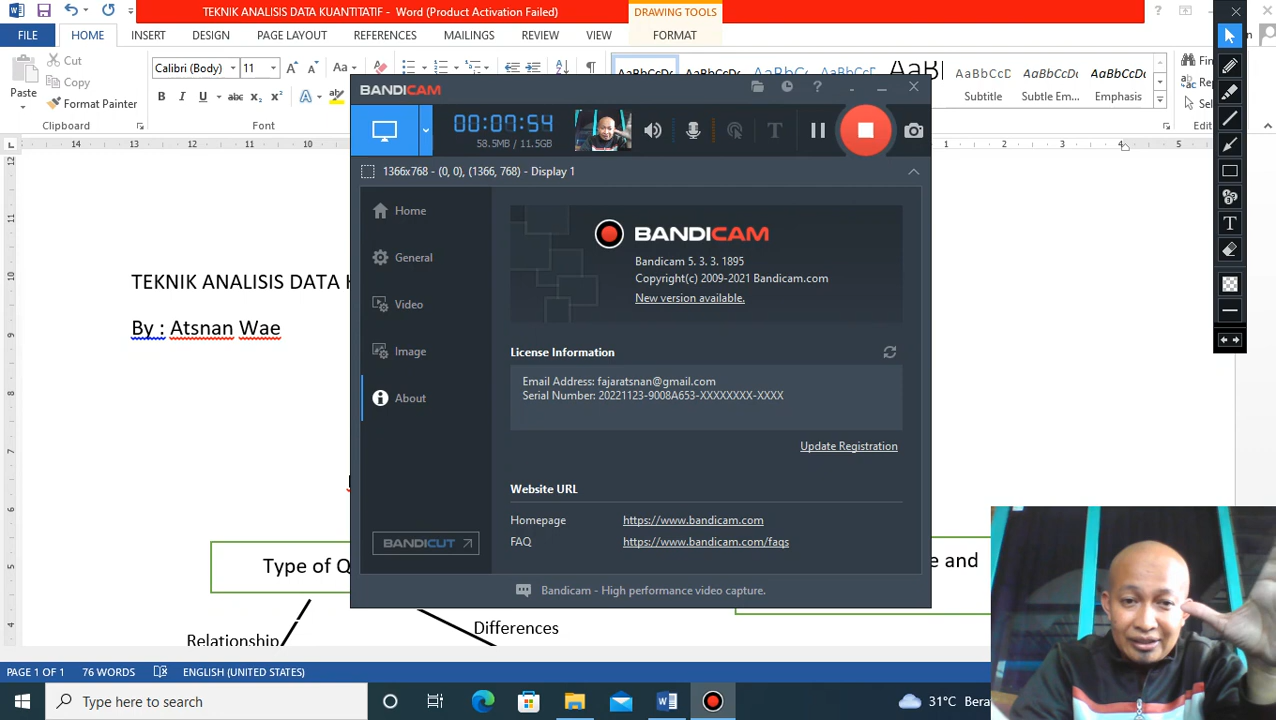 TEKNIK ANALISIS DATA KUANTITATIF - Word (Product Activation Failed)
DRAWING TOOLS
FILE HOME INSERT DESIGN PAGE LAYOUT REFERENCES MAILINGS REVIEW VIEW FORMAT
Cut
Copy
Paste
Format Painter
Clipboard
Calibri (Body) 11
Font
Subtitle
Subtle Em...
Emphasis
BANDICAM
00:07:54
58.5MB / 11.5GB
1366x768 - (0, 0), (1366, 768) - Display 1
Home
General
Video
Image
About
BANDICUT
BANDICAM
Bandicam 5. 3. 3. 1895
Copyright(c) 2009-2021 Bandicam.com
New version available.
License Information
Email Address: fajaratsnan@gmail.com
Serial Number: 20221123-9008A653-XXXXXXXX-XXXX
Update Registration
Website URL
Homepage https://www.bandicam.com
FAQ https://www.bandicam.com/faqs
Bandicam - High performance video capture.
TEKNIK ANALISIS DATA
By : Atsnan Wae
Type of
e and
Relationship
Differences
PAGE 1 OF 1 76 WORDS ENGLISH (UNITED STATES)
Type here to search
31°C